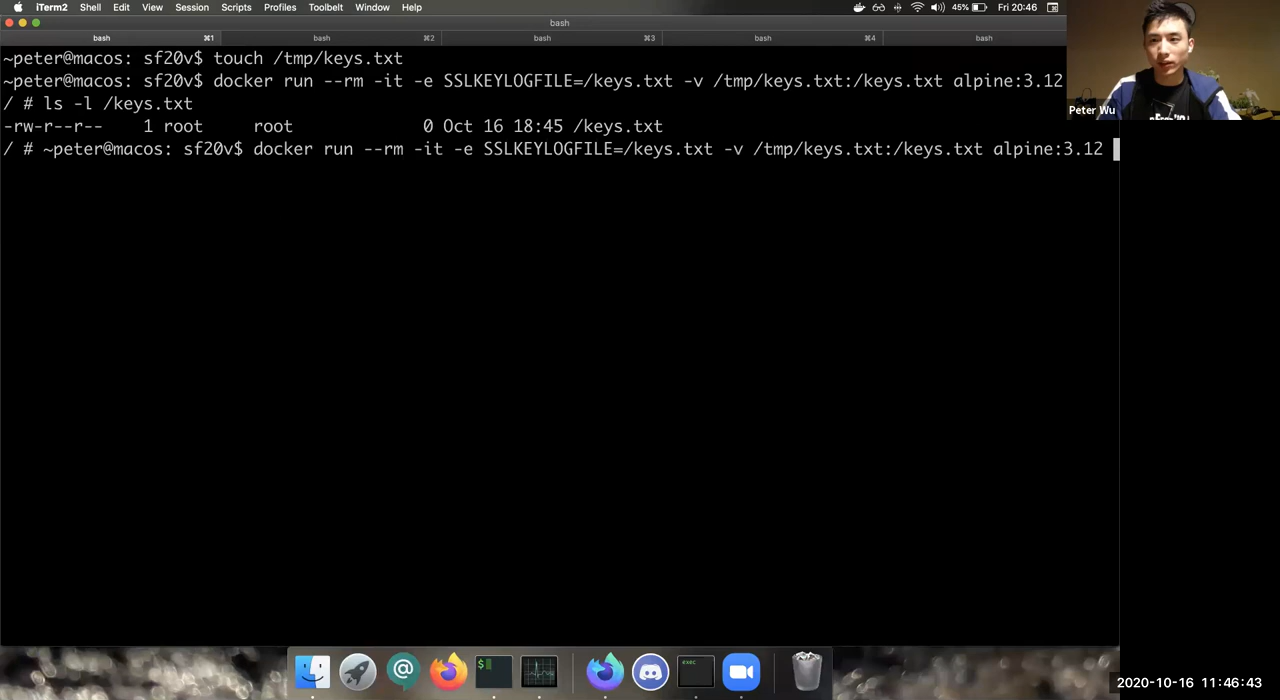 iTerm2 Shell Edit View Session Scripts Profiles Toolbelt Window Help 45% Fri 20:46
bash
bash ⌘1 bash ⌘2 bash ⌘3 bash ⌘4 bash
~peter@macos: sf20v$ touch /tmp/keys.txt
~peter@macos: sf20v$ docker run --rm -it -e SSLKEYLOGFILE=/keys.txt -v /tmp/keys.txt:/keys.txt alpine:3.12
/ # ls -l /keys.txt
-rw-r--r-- 1 root root 0 Oct 16 18:45 /keys.txt
/ # ~peter@macos: sf20v$ docker run --rm -it -e SSLKEYLOGFILE=/keys.txt -v /tmp/keys.txt:/keys.txt alpine:3.12
Peter Wu
$
exec
2020-10-16 11:46:43